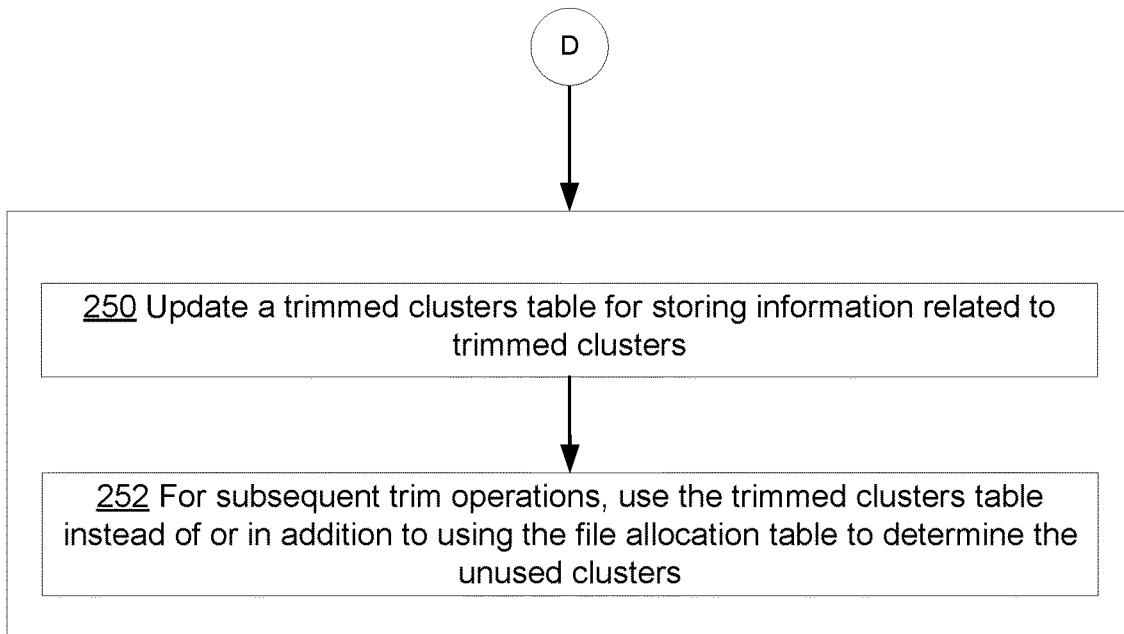 D
250 Update a trimmed clusters table for storing information related to
trimmed clusters
252 For subsequent trim operations, use the trimmed clusters table
instead of or in addition to using the file allocation table to determine the
unused clusters